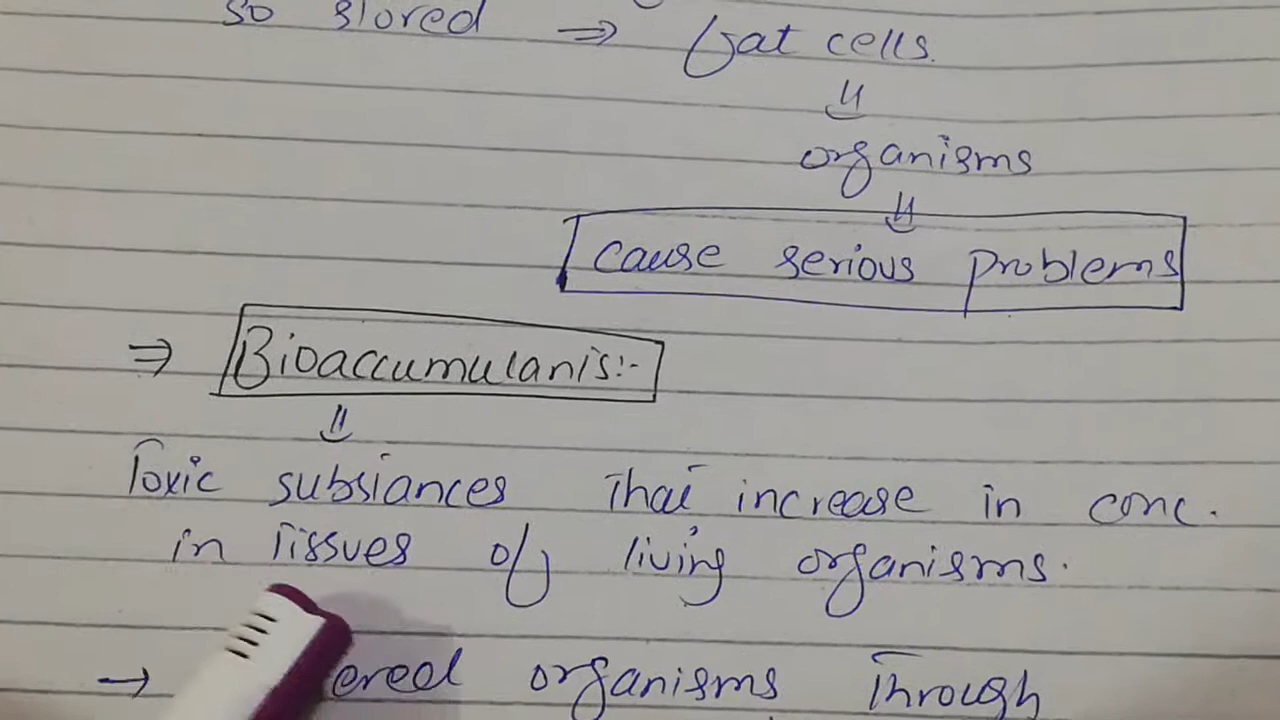 so stored ⇒ fat cells.
⇓
organisms
⇓
cause serious problems
⇒ Bioaccumulants:-
⇓
Toxic substances that increase in conc.
in tissues of living organisms.
→ organisms through